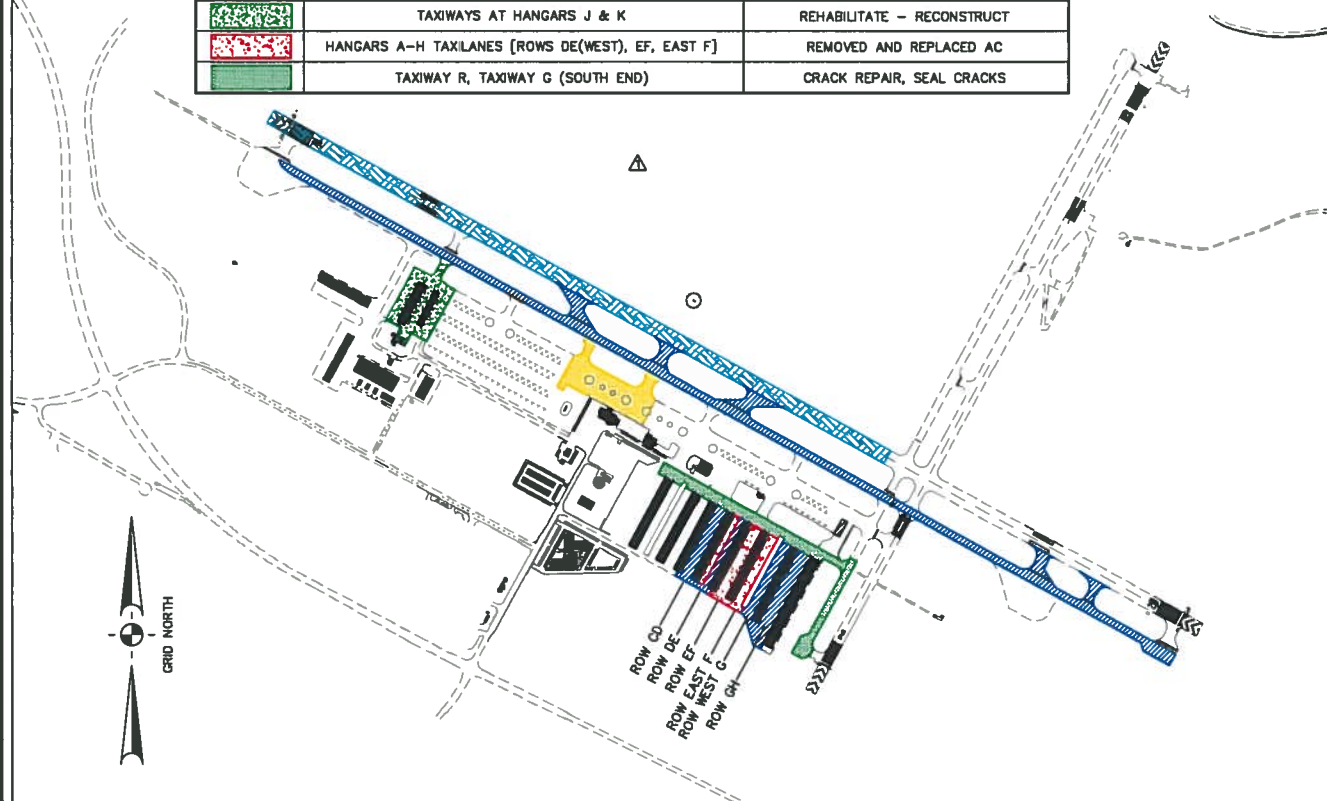 TAXIWAYS AT HANGARS J & K
REHABILITATE - RECONSTRUCT
HANGARS A-H TAXILANES [ROWS DE(WEST), EF, EAST F]
REMOVED AND REPLACED AC
TAXIWAY R, TAXIWAY G (SOUTH END)
CRACK REPAIR, SEAL CRACKS
GRID NORTH
ROW CD
ROW DE
ROW EF
ROW EAST F
ROW WEST G
ROW GH